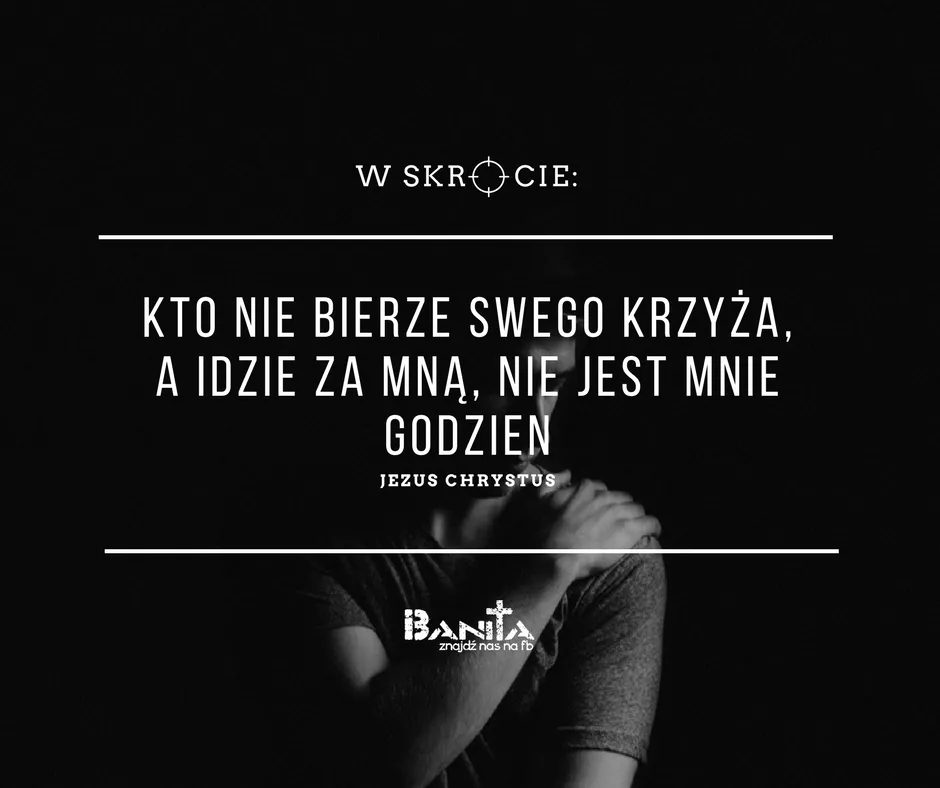 W SKRÓCIE:
KTO NIE BIERZE SWEGO KRZYŻA,
A IDZIE ZA MNĄ, NIE JEST MNIE
GODZIEN
JEZUS CHRYSTUS
BANITA
znajdź nas na fb